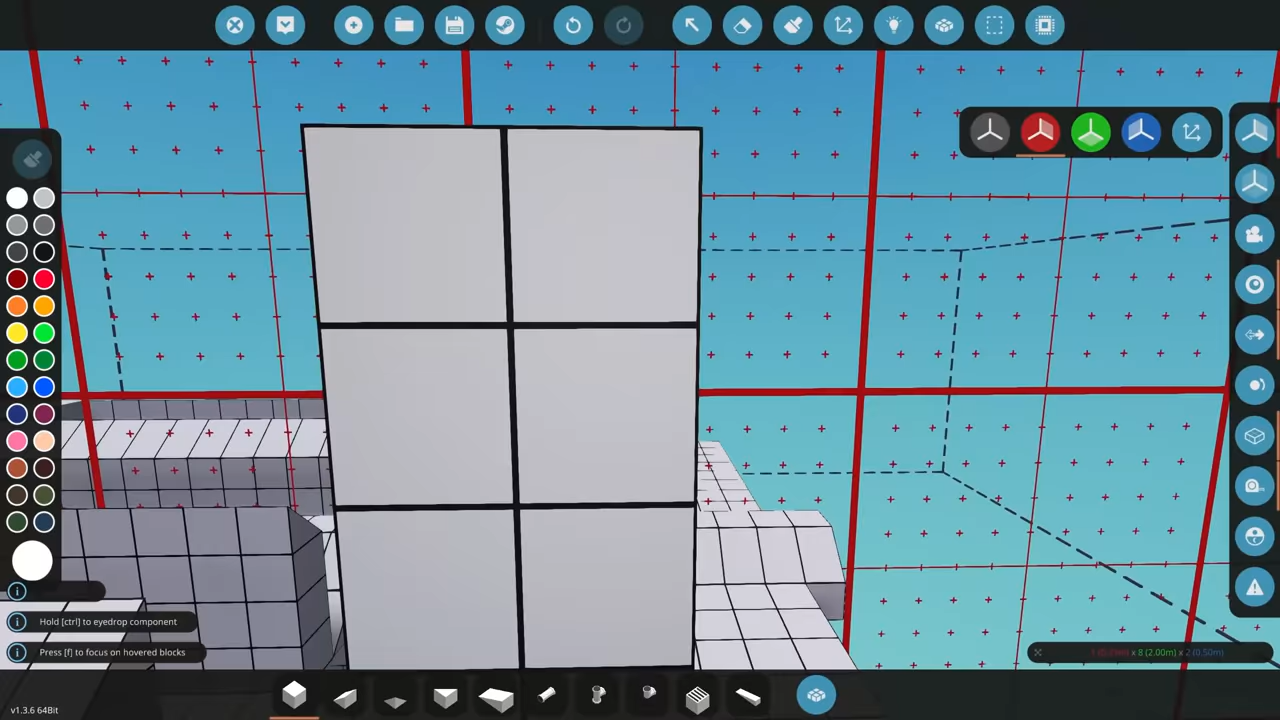 Hold [ctrl] to eyedrop component
Press [f] to focus on hovered blocks
x 8 (2.00m) x 2 (0.50m)
v1.3.6 64Bit